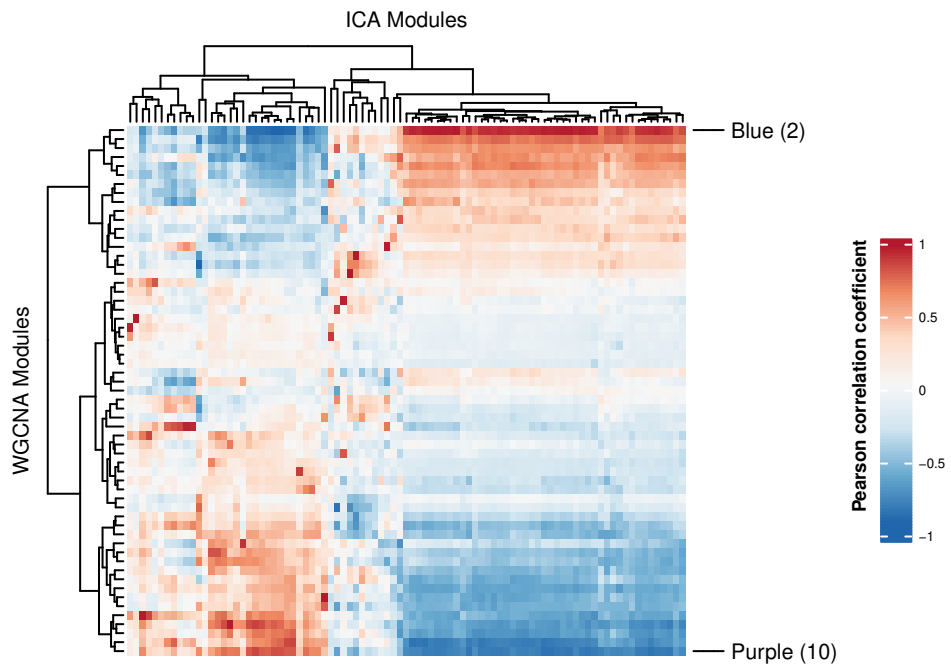 ICA Modules
Blue (2)
WGCNA Modules
Pearson correlation coefficient
1
0.5
0
−0.5
−1
Purple (10)